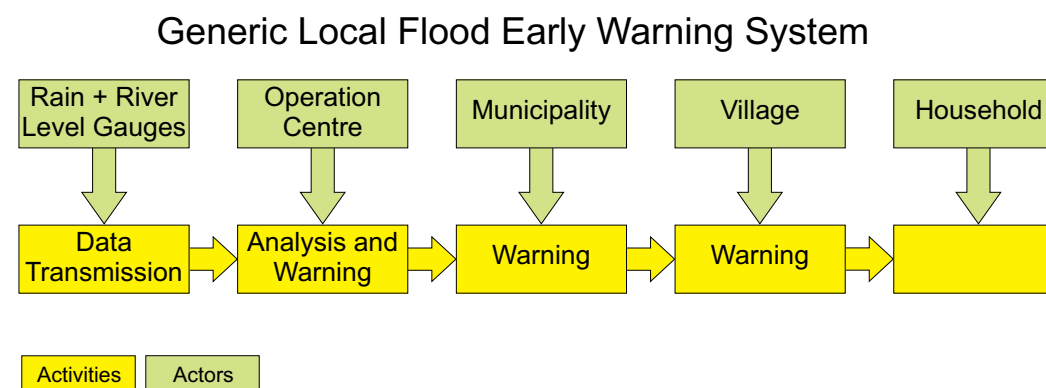 Generic Local Flood Early Warning System
Rain + River
Level Gauges
Operation
Centre
Municipality
Village
Household
Data
Transmission
Analysis and
Warning
Warning
Warning
Activities
Actors